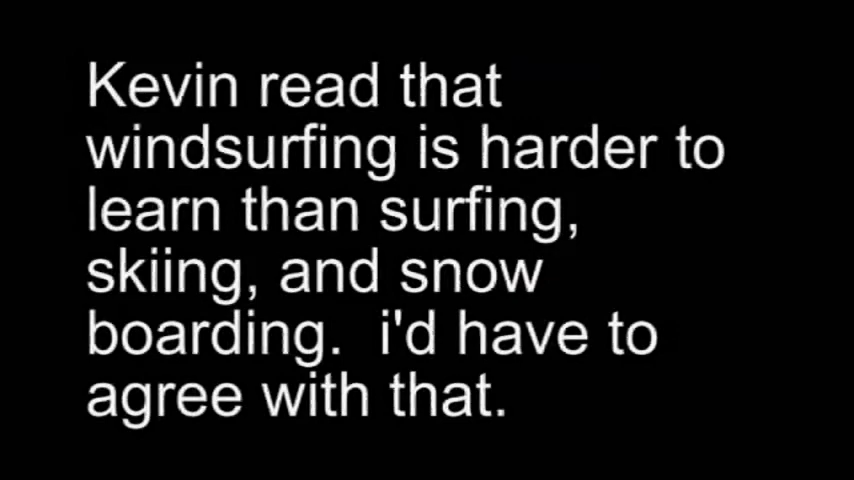 Kevin read that
windsurfing is harder to
learn than surfing,
skiing, and snow
boarding.  i'd have to
agree with that.